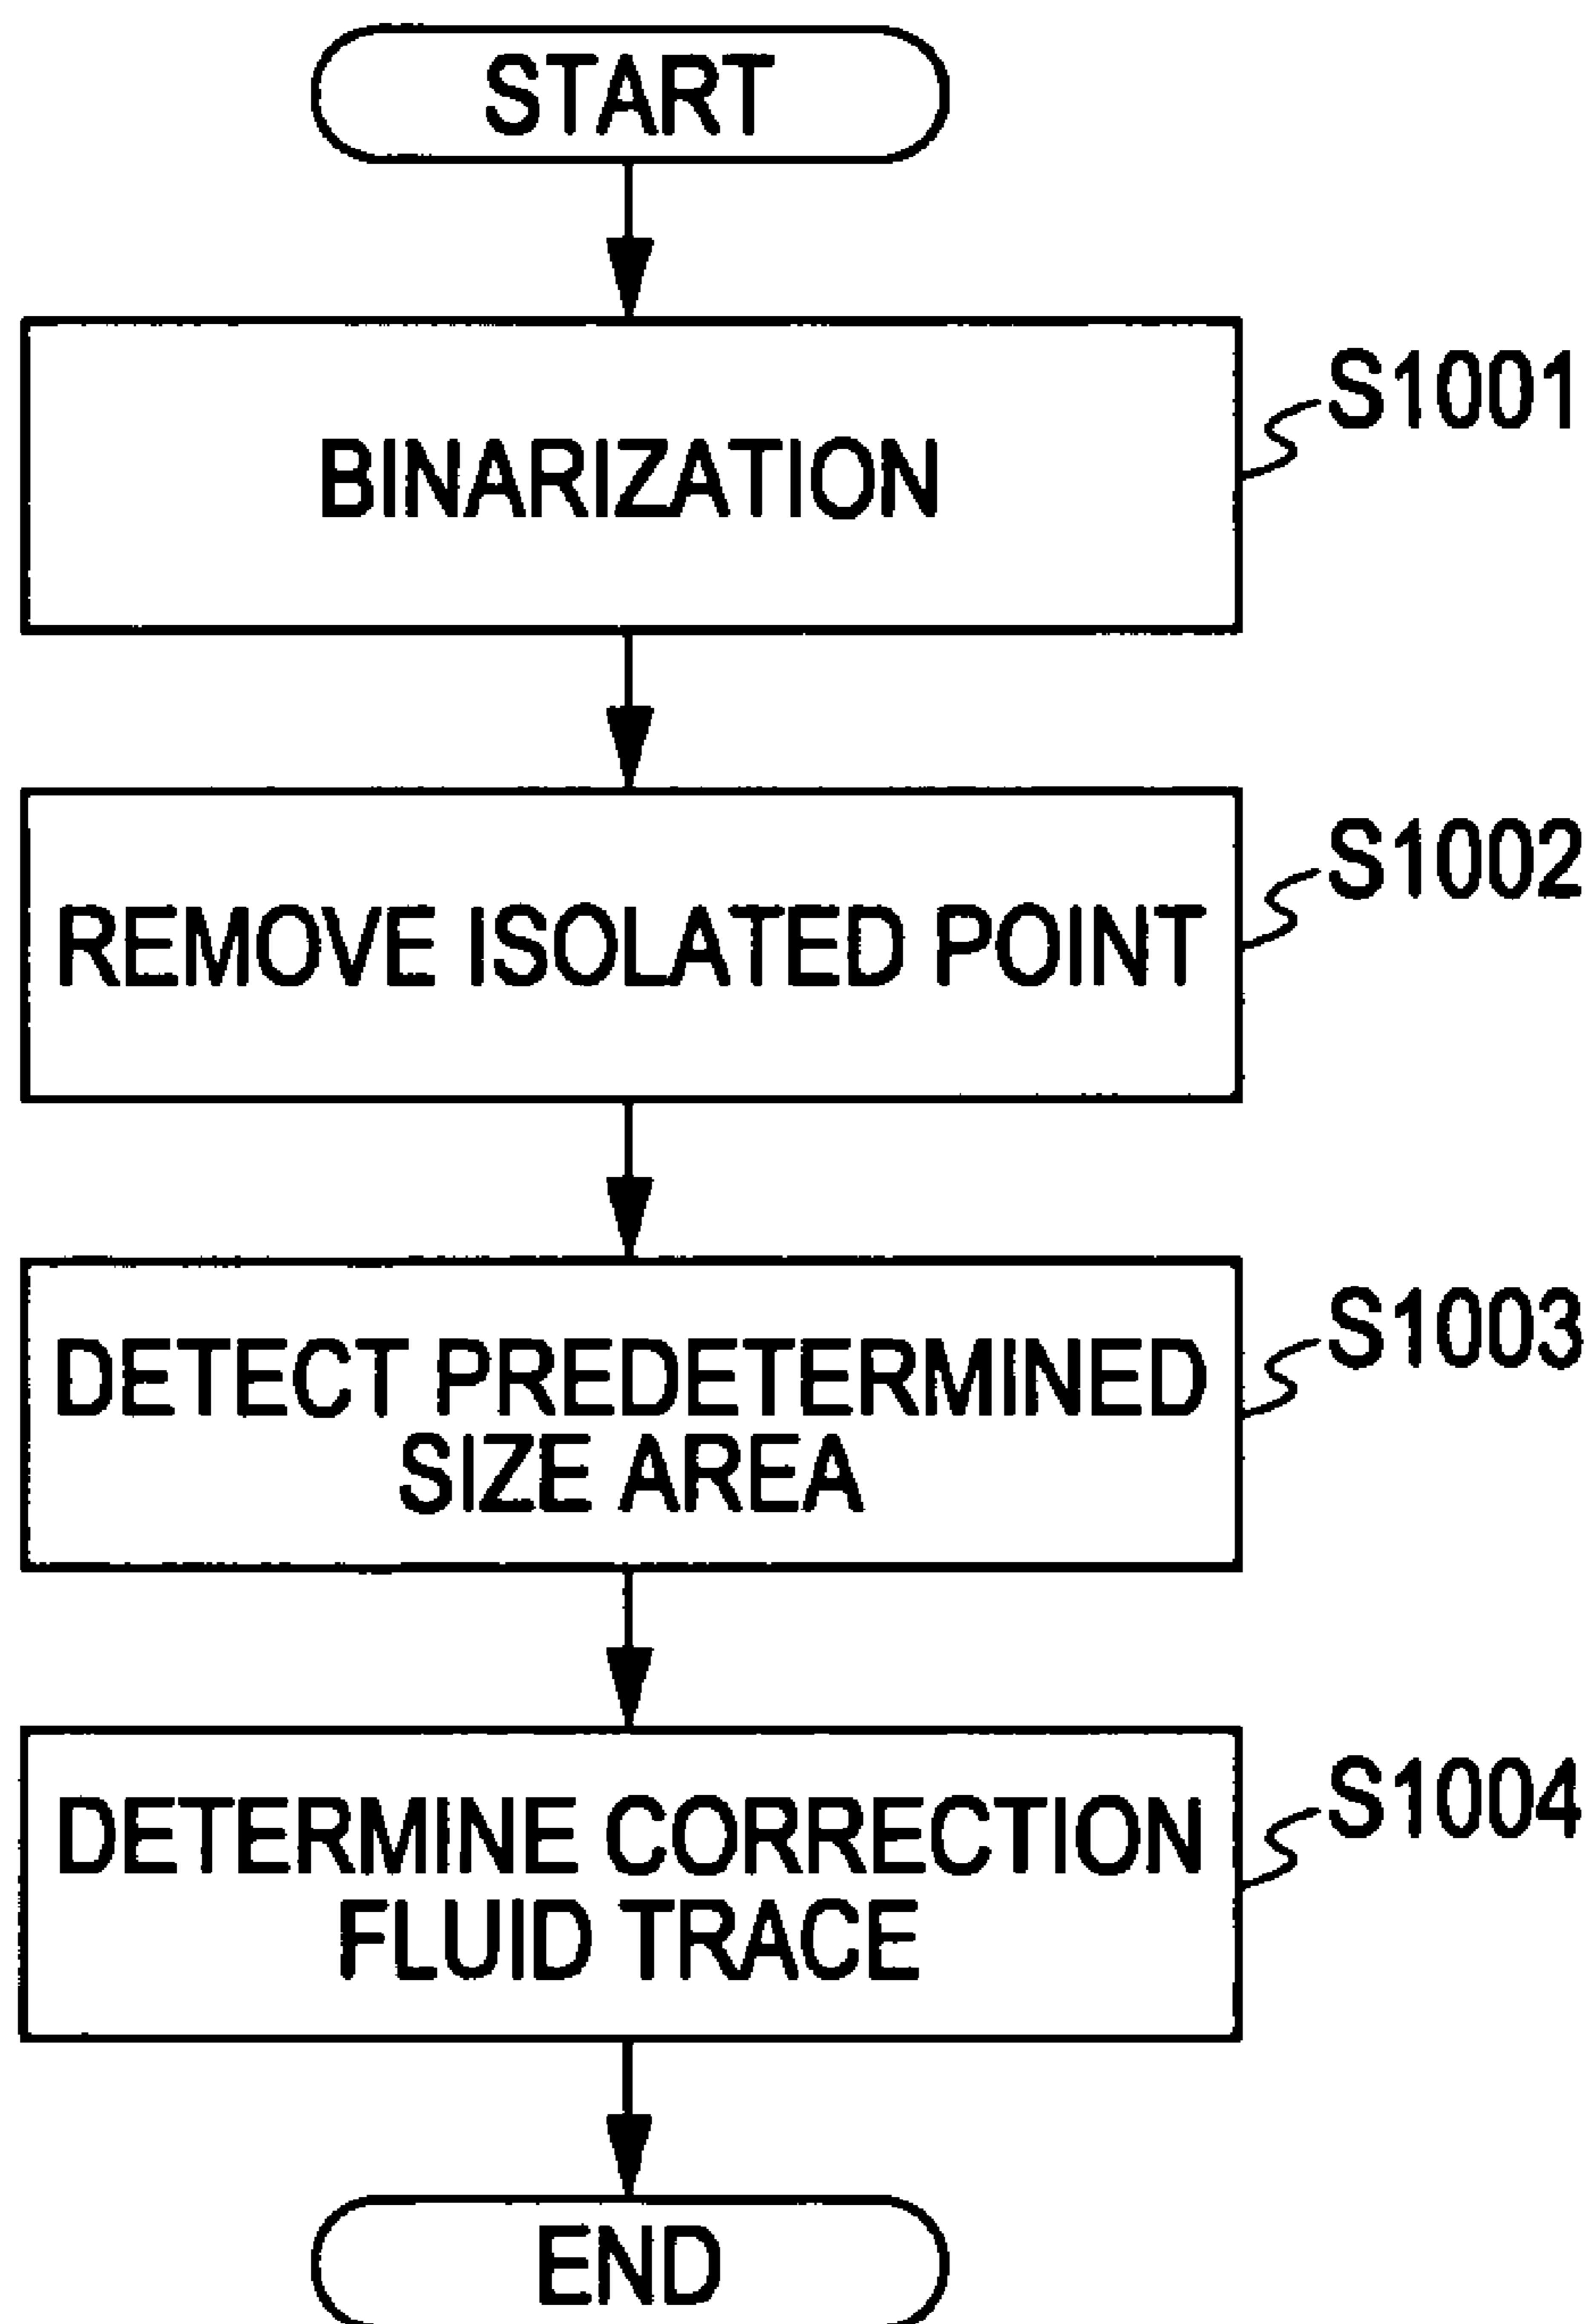 START
BINARIZATION
S1001
REMOVE ISOLATED POINT
S1002
DETECT PREDETERMINED
SIZE AREA
S1003
DETERMINE CORRECTION
FLUID TRACE
S1004
END